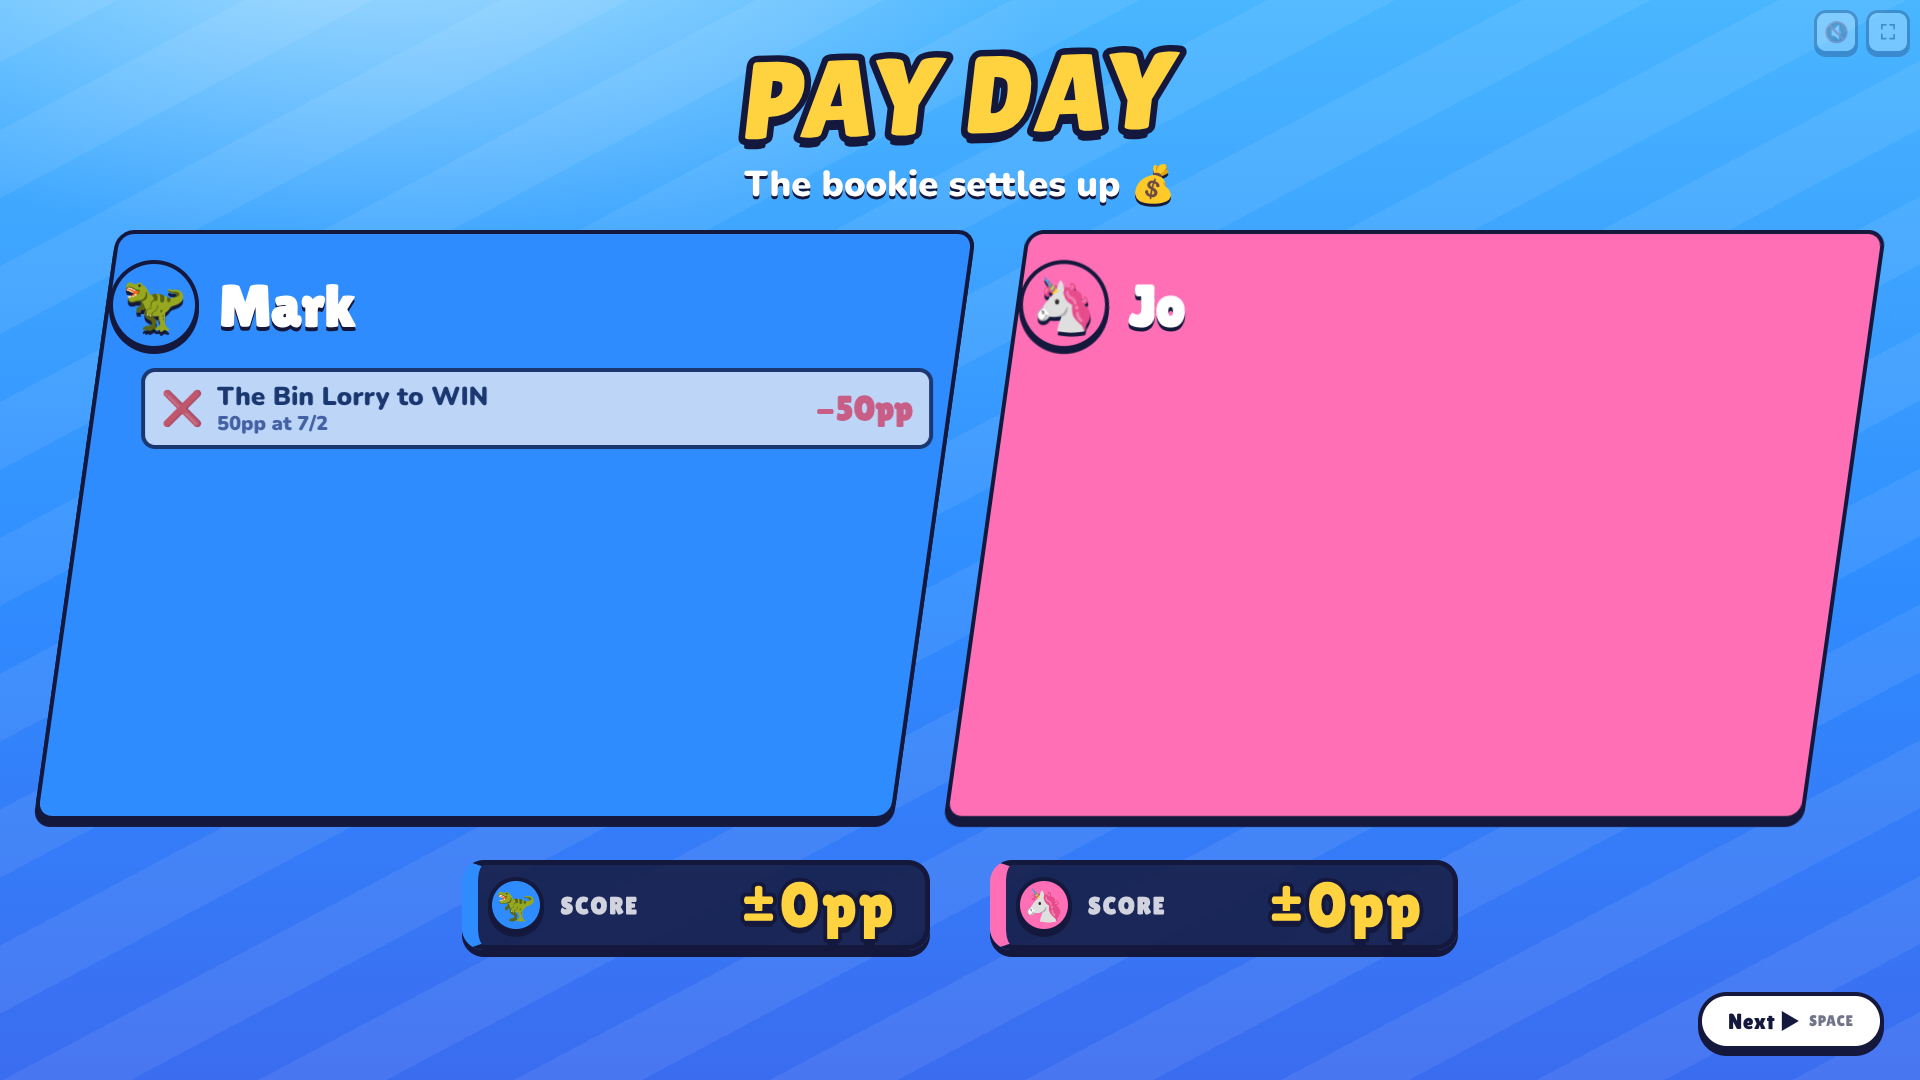 PAY DAY
The bookie settles up
Mark
The Bin Lorry to WIN
50pp at 7/2
-50pp
Jo
SCORE ±0pp
SCORE ±0pp
Next SPACE